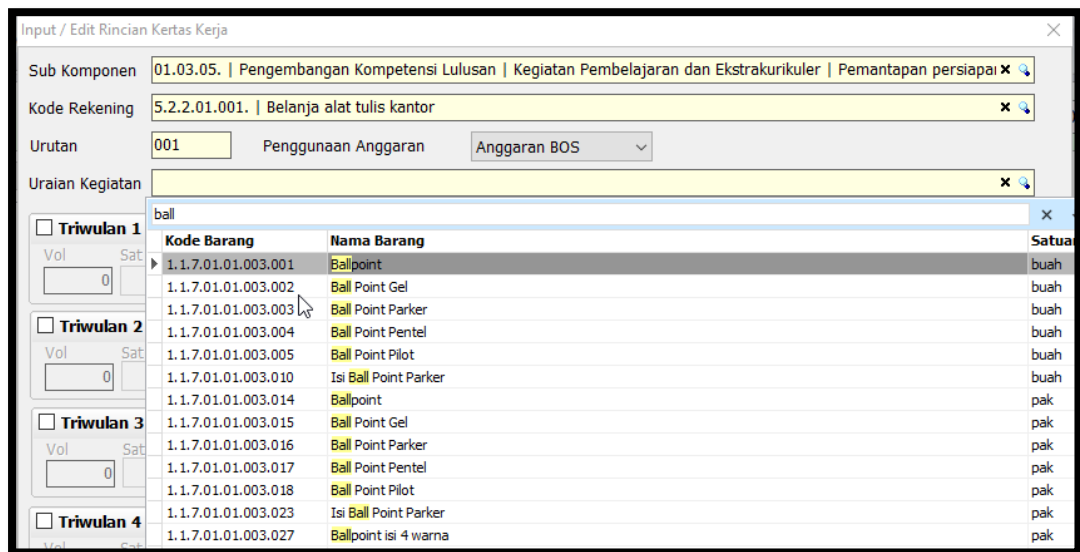 Input / Edit Rincian Kertas Kerja
Sub Komponen 01.03.05. | Pengembangan Kompetensi Lulusan | Kegiatan Pembelajaran dan Ekstrakurikuler | Pemantapan
Kode Rekening 5.2.2.01.001. | Belanja alat tulis kantor
Urutan 001 Penggunaan Anggaran Anggaran BOS
Uraian Kegiatan
ball
Triwulan 1
Vol Sat
0
Triwulan 2
Vol Sat
0
Triwulan 3
Vol Sat
0
Triwulan 4
Vol Sat
Kode Barang Nama Barang
1.1.7.01.01.003.001 Ballpoint buah
1.1.7.01.01.003.002 Ball Point Gel buah
1.1.7.01.01.003.003 Ball Point Parker buah
1.1.7.01.01.003.004 Ball Point Pentel buah
1.1.7.01.01.003.005 Ball Point Pilot buah
1.1.7.01.01.003.010 Isi Ball Point Parker buah
1.1.7.01.01.003.014 Ballpoint pak
1.1.7.01.01.003.015 Ball Point Gel pak
1.1.7.01.01.003.016 Ball Point Parker pak
1.1.7.01.01.003.017 Ball Point Pentel pak
1.1.7.01.01.003.018 Ball Point Pilot pak
1.1.7.01.01.003.023 Isi Ball Point Parker pak
1.1.7.01.01.003.027 Ballpoint isi 4 warna pak